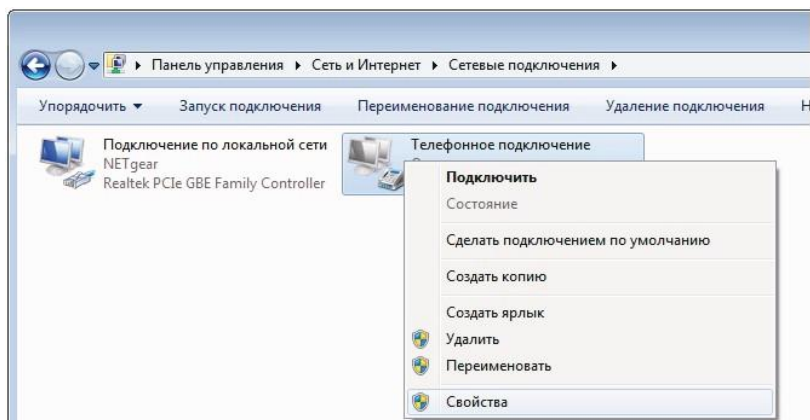 Панель управления ▸ Сеть и Интернет ▸ Сетевые подключения ▸
Упорядочить ▾ Запуск подключения Переименование подключения Удаление подключения Н
Подключение по локальной сети
NETgear
Realtek PCIe GBE Family Controller
Телефонное подключение
Подключить
Состояние
Сделать подключением по умолчанию
Создать копию
Создать ярлык
Удалить
Переименовать
Свойства